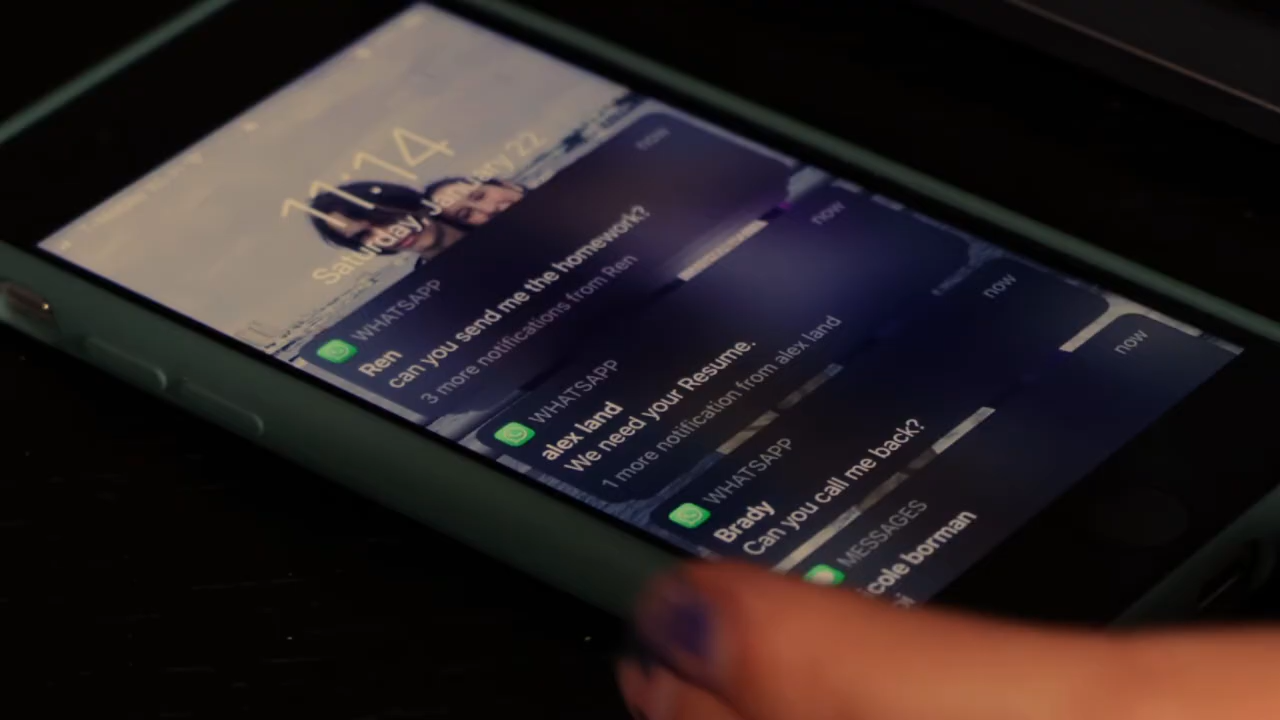 11:14
Saturday, January 22
WHATSAPP
now
Ren
can you send me the homework?
3 more notifications from Ren
WHATSAPP
now
alex land
We need your Resume.
1 more notification from alex land
WHATSAPP
now
Brady
Can you call me back?
MESSAGES
now
icole borman